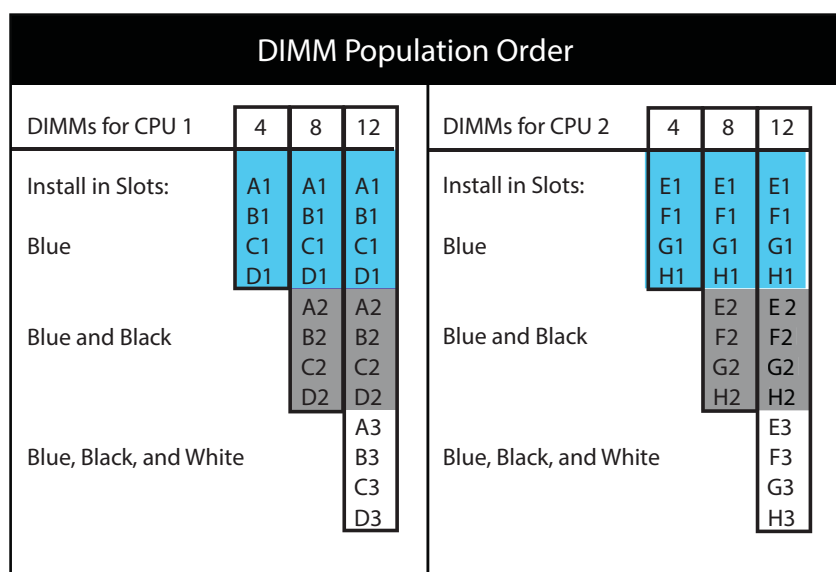 DIMM Population Order
DIMMs for CPU 1 4 8 12
Install in Slots: A1 A1 A1
B1 B1 B1
Blue C1 C1 C1
D1 D1 D1
A2 A2
Blue and Black B2 B2
C2 C2
D2 D2
A3
Blue, Black, and White B3
C3
D3
DIMMs for CPU 2 4 8 12
Install in Slots: E1 E1 E1
F1 F1 F1
Blue G1 G1 G1
H1 H1 H1
E2 E 2
Blue and Black F2 F2
G2 G2
H2 H2
E3
Blue, Black, and White F3
G3
H3